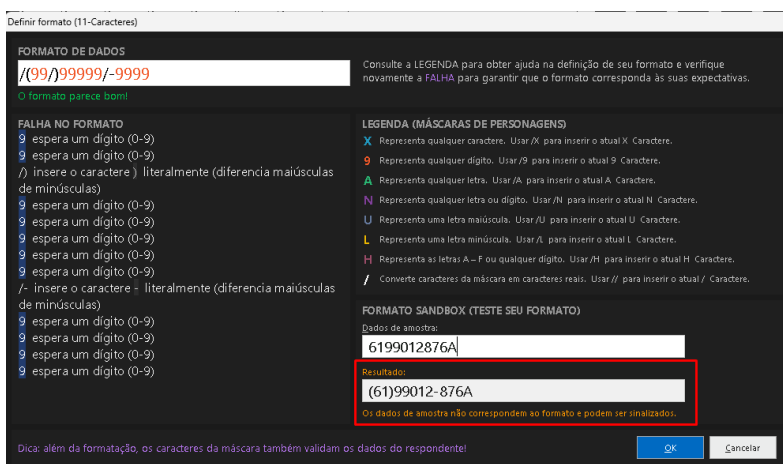 Definir formato (11-Caracteres)
FORMATO DE DADOS
/(99/)99999/-9999
O formato parece bom!
Consulte a LEGENDA para obter ajuda na definição de seu formato e verifique
novamente a FALHA para garantir que o formato corresponda às suas expectativas.
FALHA NO FORMATO
9 espera um dígito (0-9)
9 espera um dígito (0-9)
/) insere o caractere ) literalmente (diferencia maiúsculas
de minúsculas)
9 espera um dígito (0-9)
9 espera um dígito (0-9)
9 espera um dígito (0-9)
9 espera um dígito (0-9)
9 espera um dígito (0-9)
/- insere o caractere - literalmente (diferencia maiúsculas
de minúsculas)
9 espera um dígito (0-9)
9 espera um dígito (0-9)
9 espera um dígito (0-9)
9 espera um dígito (0-9)
LEGENDA (MÁSCARAS DE PERSONAGENS)
X Representa qualquer caractere. Usar /X para inserir o atual X Caractere.
9 Representa qualquer dígito. Usar /9 para inserir o atual 9 Caractere.
A Representa qualquer letra. Usar /A para inserir o atual A Caractere.
N Representa qualquer letra ou dígito. Usar /N para inserir o atual N Caractere.
U Representa uma letra maiúscula. Usar /U para inserir o atual U Caractere.
L Representa uma letra minúscula. Usar /L para inserir o atual L Caractere.
H Representa as letras A – F ou qualquer dígito. Usar /H para inserir o atual H Caractere.
/ Converte caracteres da máscara em caracteres reais. Usar // para inserir o atual / Caractere.
FORMATO SANDBOX (TESTE SEU FORMATO)
Dados de amostra:
6199012876A
Resultado:
(61)99012-876A
Os dados de amostra não correspondem ao formato e podem ser sinalizados.
Dica: além da formatação, os caracteres da máscara também validam os dados do respondente!
OK
Cancelar